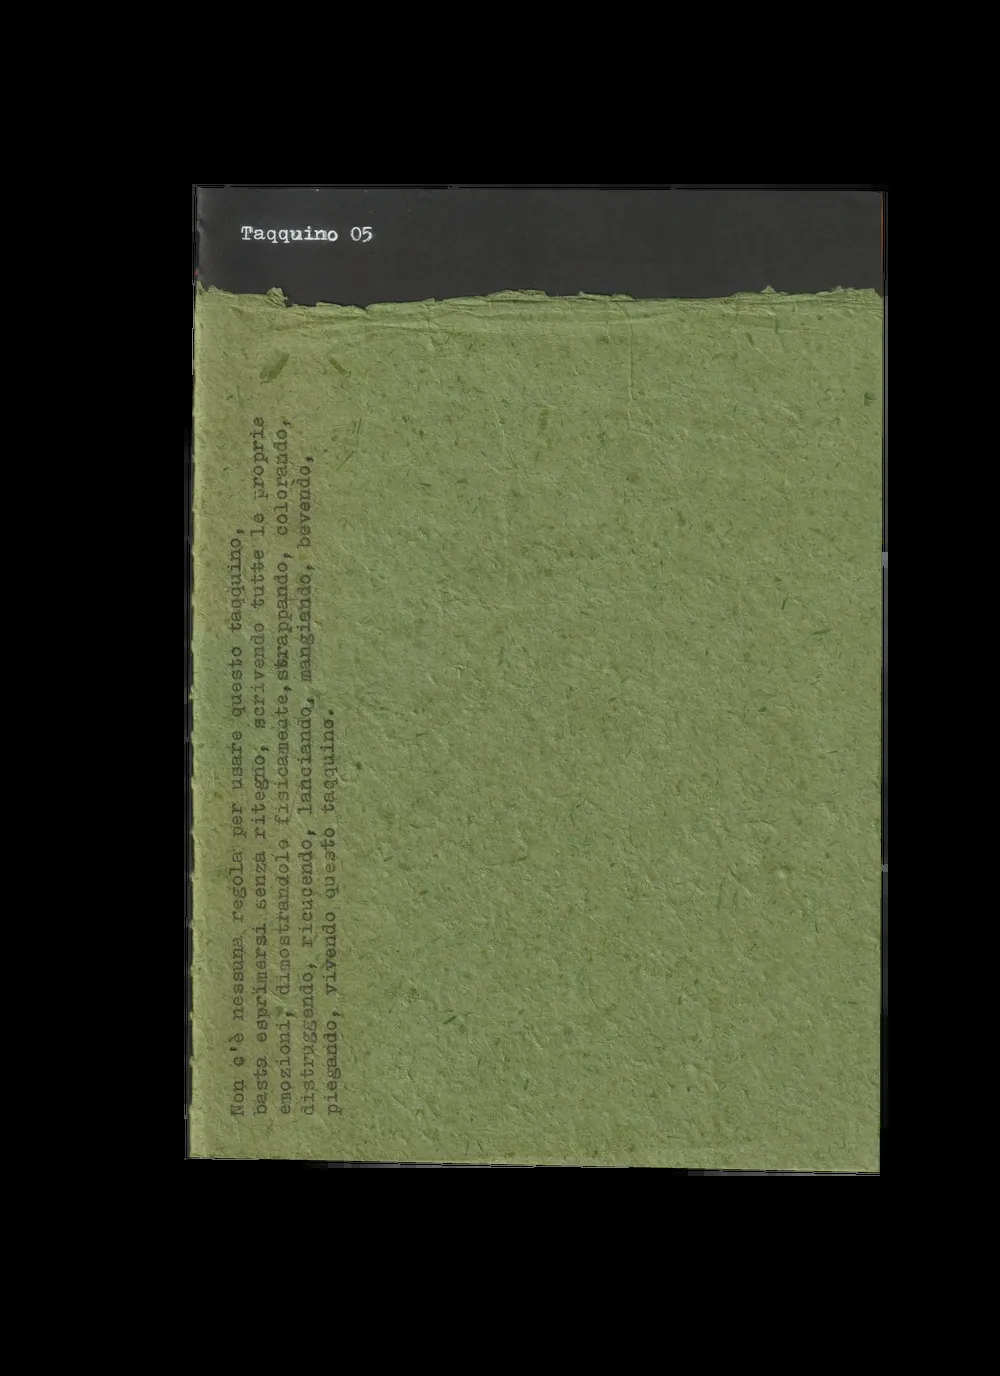 Taqquino 05
Non c'è nessuna regola per usare questo taqquino,
basta esprimersi senza ritegno, scrivendo tutte le proprie
emozioni, dimostrandole fisicamente,strappando, colorando,
distruggendo, ricucendo, lanciando, mangiando, bevendo,
piegando, vivendo questo taqquino.